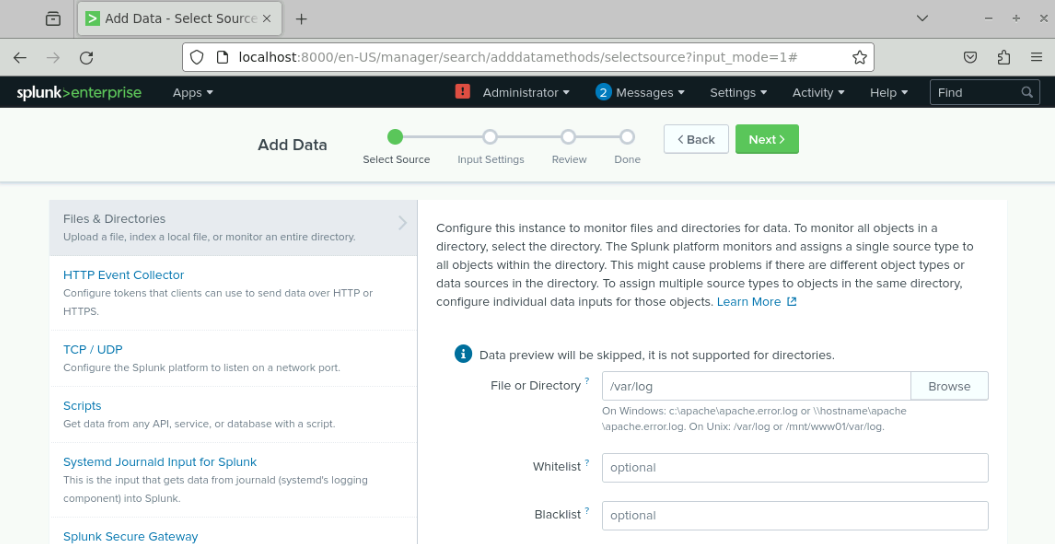 Add Data - Select Source
localhost:8000/en-US/manager/search/adddatamethods/selectsource?input_mode=1#
splunk>enterprise Apps Administrator 2 Messages Settings Activity Help Find
Add Data
Select Source Input Settings Review Done
< Back Next >
Files & Directories
Upload a file, index a local file, or monitor an entire directory.
HTTP Event Collector
Configure tokens that clients can use to send data over HTTP or
HTTPS.
TCP / UDP
Configure the Splunk platform to listen on a network port.
Scripts
Get data from any API, service, or database with a script.
Systemd Journald Input for Splunk
This is the input that gets data from journald (systemd's logging
component) into Splunk.
Splunk Secure Gateway
Configure this instance to monitor files and directories for data. To monitor all objects in a
directory, select the directory. The Splunk platform monitors and assigns a single source type to
all objects within the directory. This might cause problems if there are different object types or
data sources in the directory. To assign multiple source types to objects in the same directory,
configure individual data inputs for those objects. Learn More
Data preview will be skipped, it is not supported for directories.
File or Directory ? /var/log Browse
On Windows: c:\apache\apache.error.log or \\hostname\apache
\apache.error.log. On Unix: /var/log or /mnt/www01/var/log.
Whitelist ? optional
Blacklist ? optional